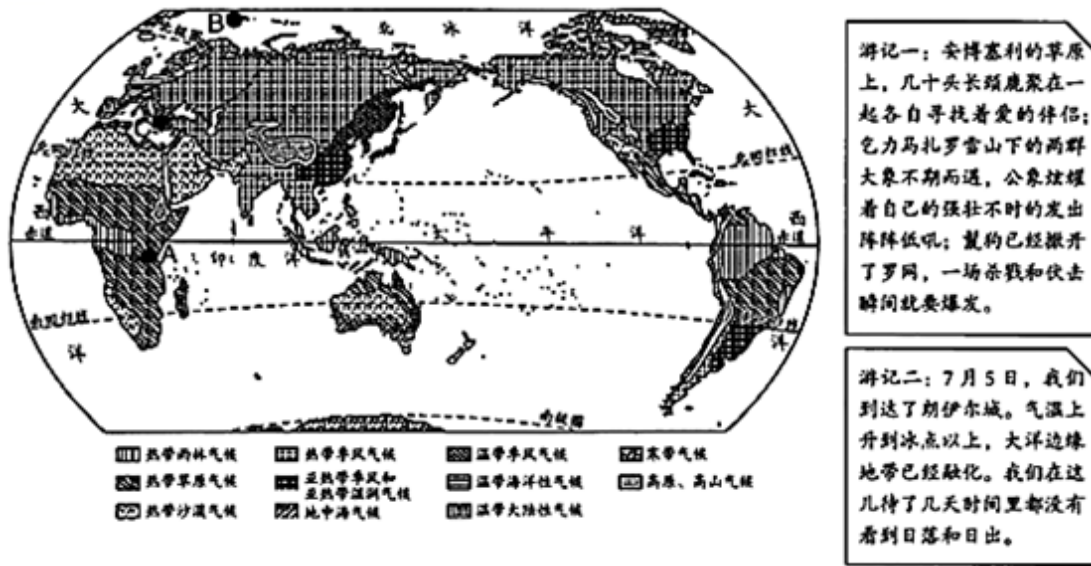 B
北 冰 洋
北极圈
大
大
北回归线
北回归线
西
赤道
A
印 度 洋
太 平 洋
西
赤道
南回归线
洋
洋
南极圈
热带雨林气候
热带季风气候
温带季风气候
寒带气候
热带草原气候
亚热带季风和
亚热带湿润气候
温带海洋性气候
高原、高山气候
热带沙漠气候
地中海气候
温带大陆性气候
游记一：安博塞利的草原
上，几十头长颈鹿聚在一
起各自寻找着爱的伴侣；
乞力马扎罗雪山下的两群
大象不期而遇，公象炫耀
着自己的强壮不时的发出
阵阵低吼；鬣狗已经撒开
了罗网，一场杀戮和伏击
瞬间就要爆发。
游记二：7月5日，我们
到达了朗伊尔城。气温上
升到冰点以上，大洋边缘
地带已经融化。我们在这
儿待了几天时间里都没有
看到日落和日出。